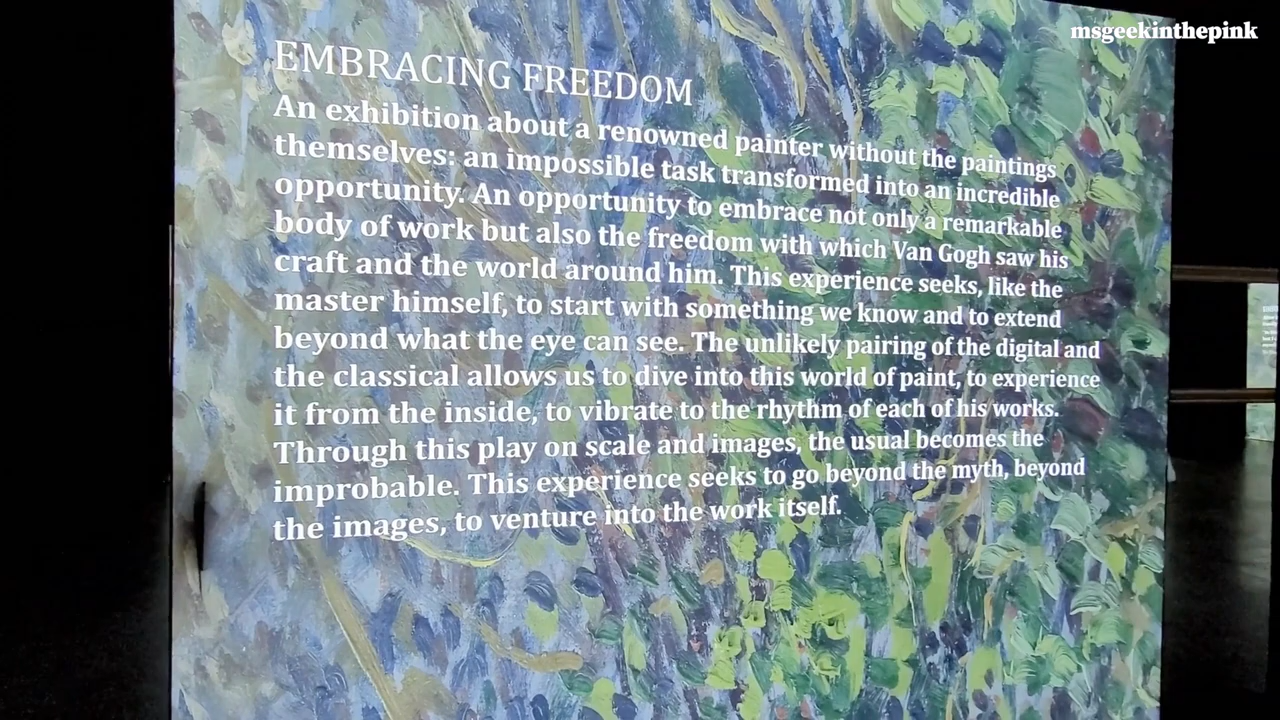 msgeekinthepink
EMBRACING FREEDOM
An exhibition about a renowned painter without the paintings
themselves: an impossible task transformed into an incredible
opportunity. An opportunity to embrace not only a remarkable
body of work but also the freedom with which Van Gogh saw his
craft and the world around him. This experience seeks, like the
master himself, to start with something we know and to extend
beyond what the eye can see. The unlikely pairing of the digital and
the classical allows us to dive into this world of paint, to experience
it from the inside, to vibrate to the rhythm of each of his works.
Through this play on scale and images, the usual becomes the
improbable. This experience seeks to go beyond the myth, beyond
the images, to venture into the work itself.